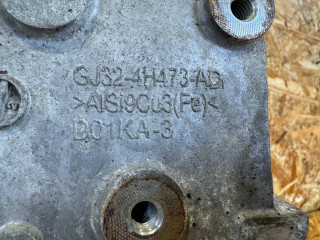 GJ32-4H473-AD
>AlSi9Cu3(Fe)<
D01KA-3